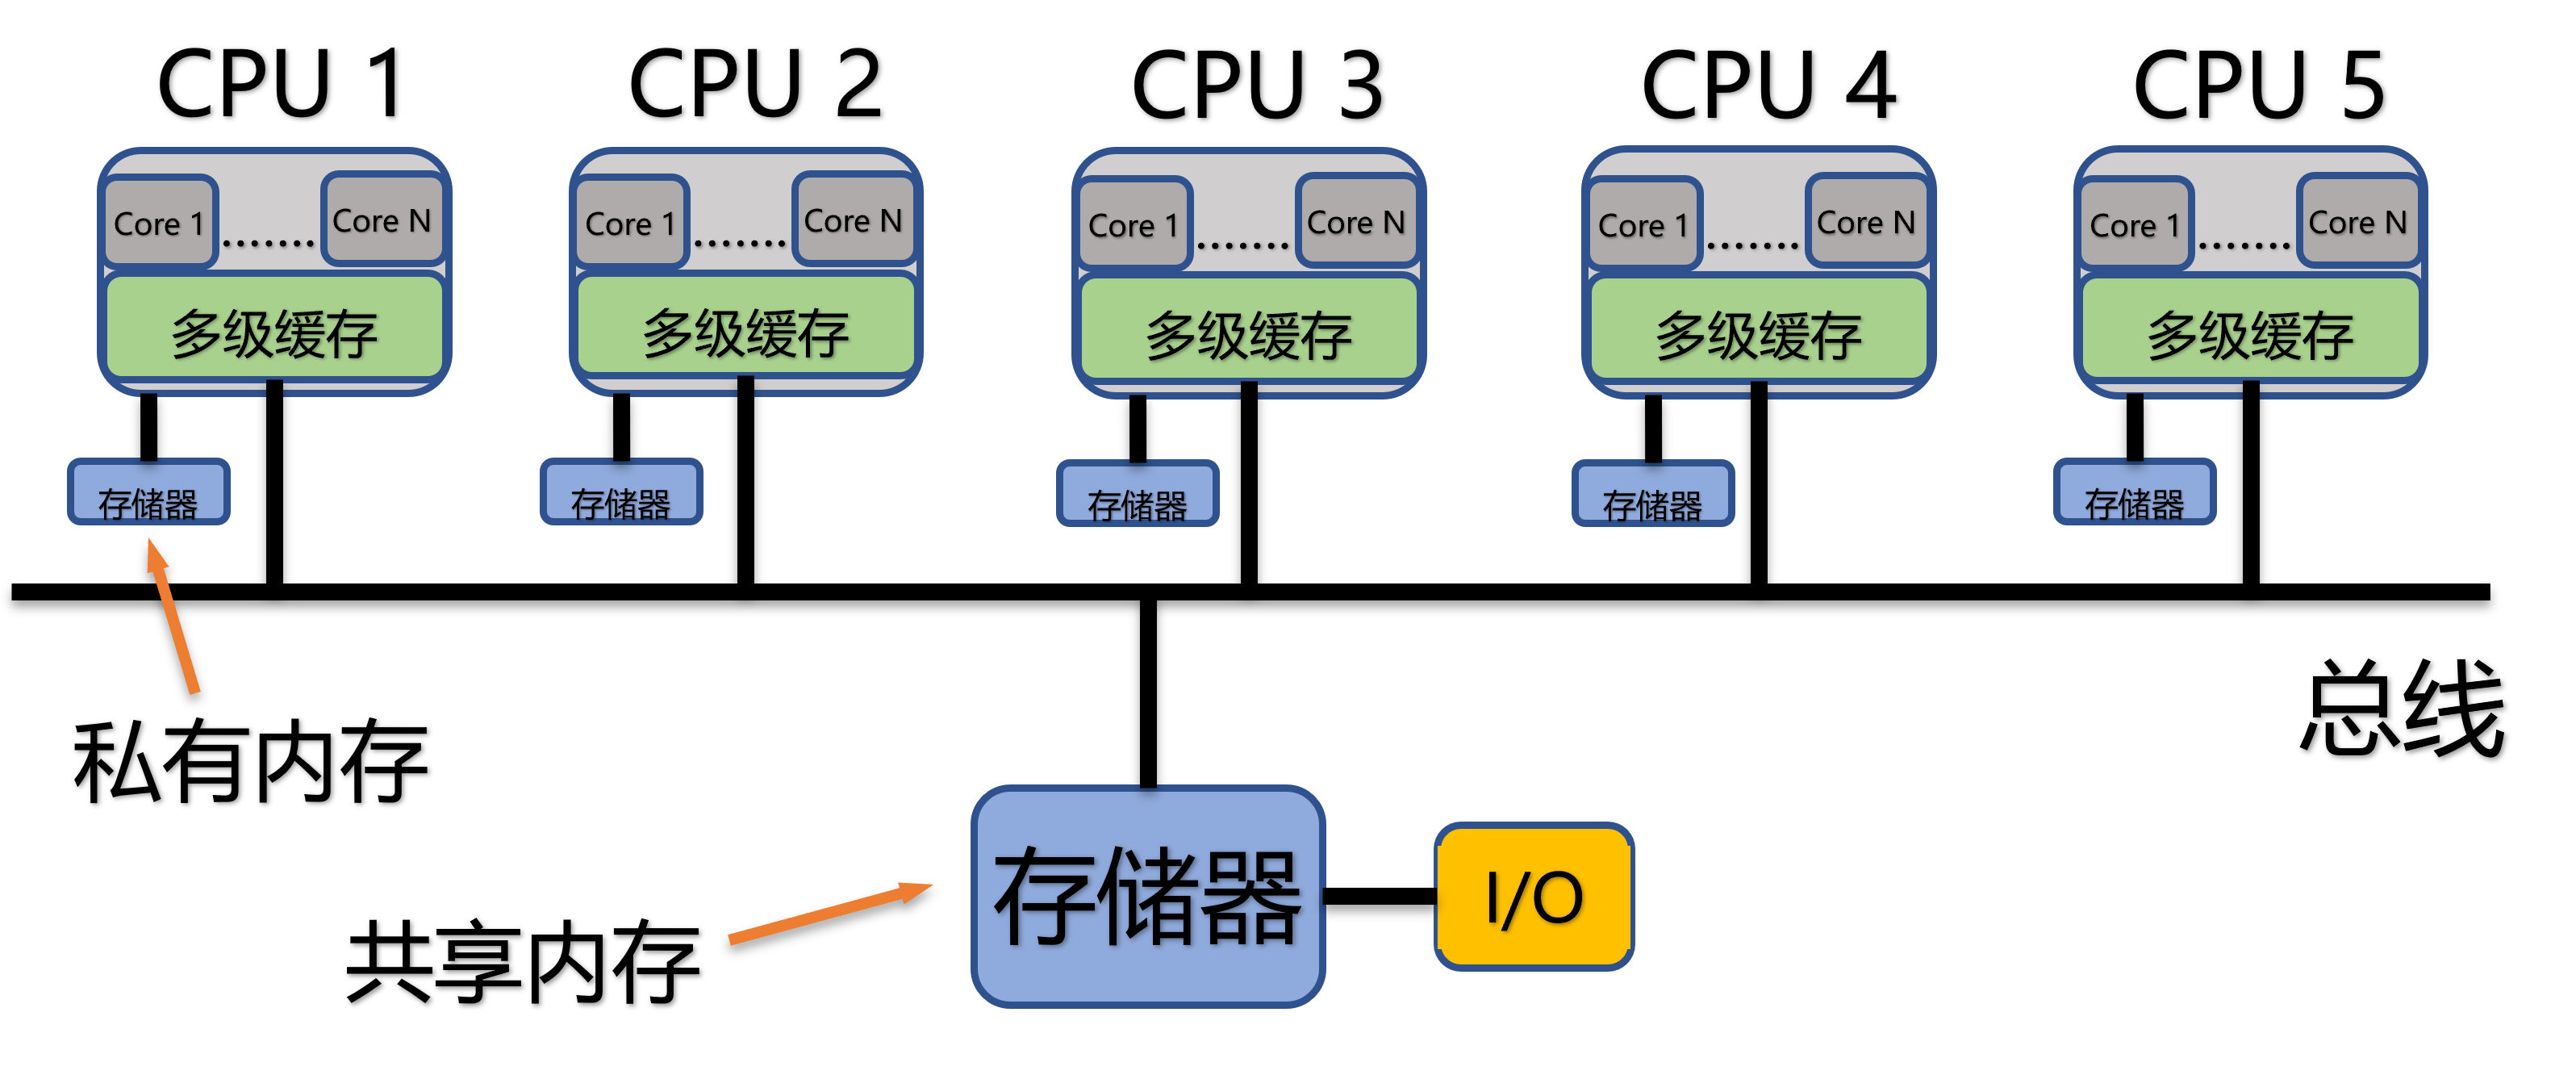 CPU 1
CPU 2
CPU 3
CPU 4
CPU 5
Core 1
.......
Core N
Core 1
.......
Core N
Core 1
.......
Core N
Core 1
.......
Core N
Core 1
.......
Core N
多级缓存
多级缓存
多级缓存
多级缓存
多级缓存
存储器
存储器
存储器
存储器
存储器
总线
私有内存
存储器
I/O
共享内存